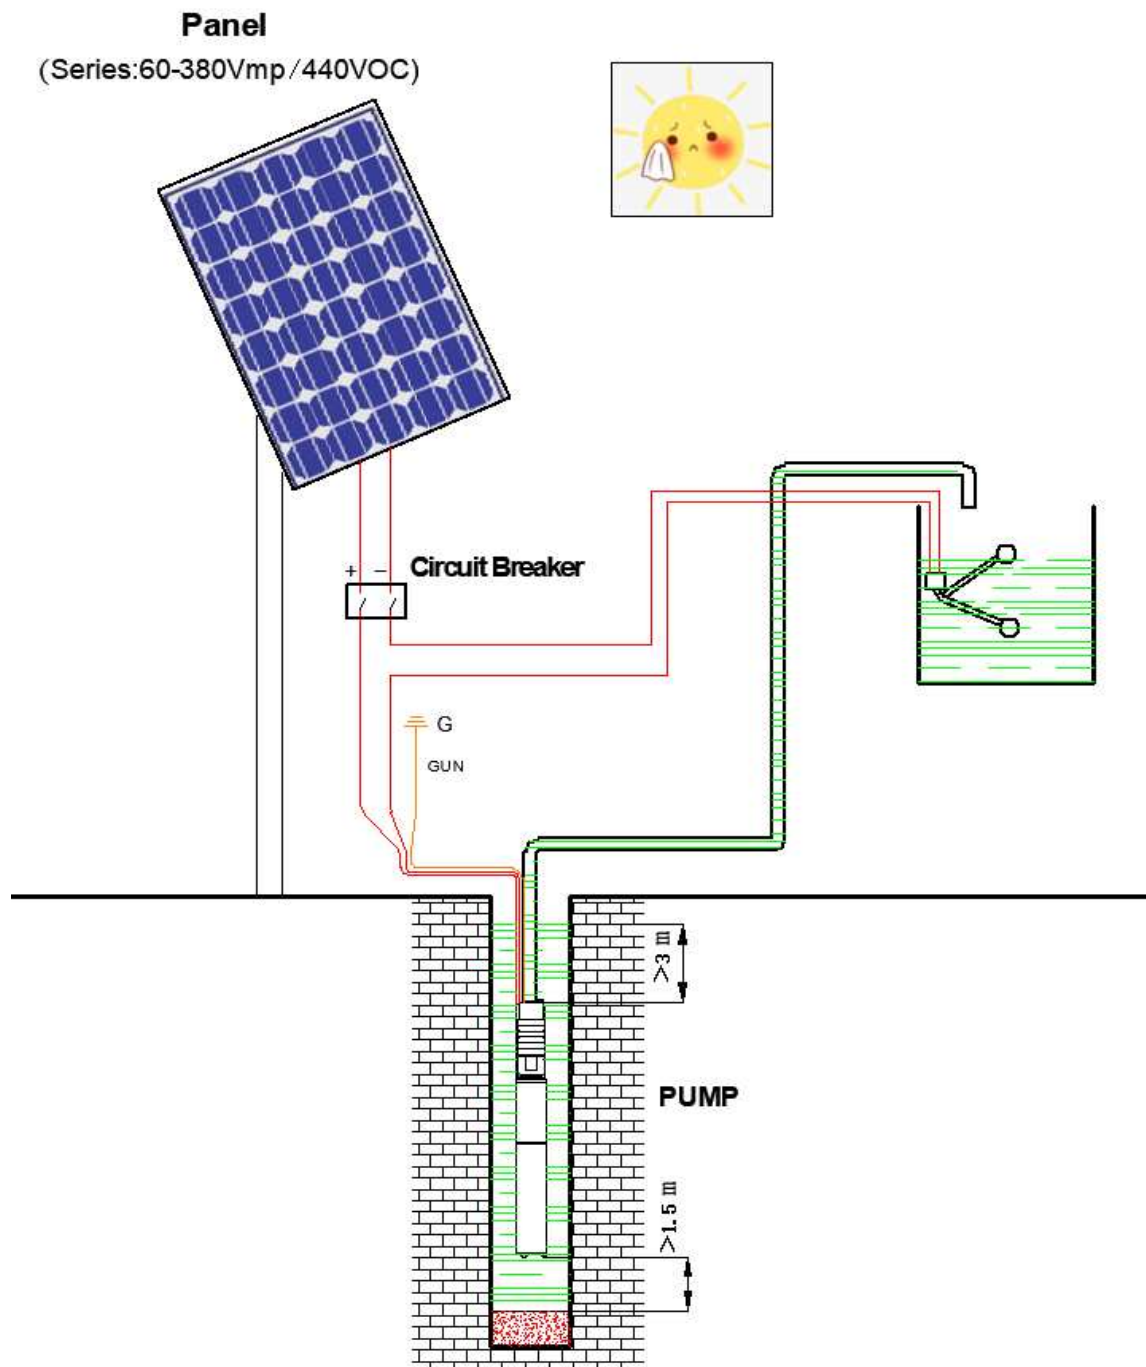 Panel
(Series:60-380Vmp/440VOC)
+ −
Circuit Breaker
G
GUN
>3 m
PUMP
>1.5 m